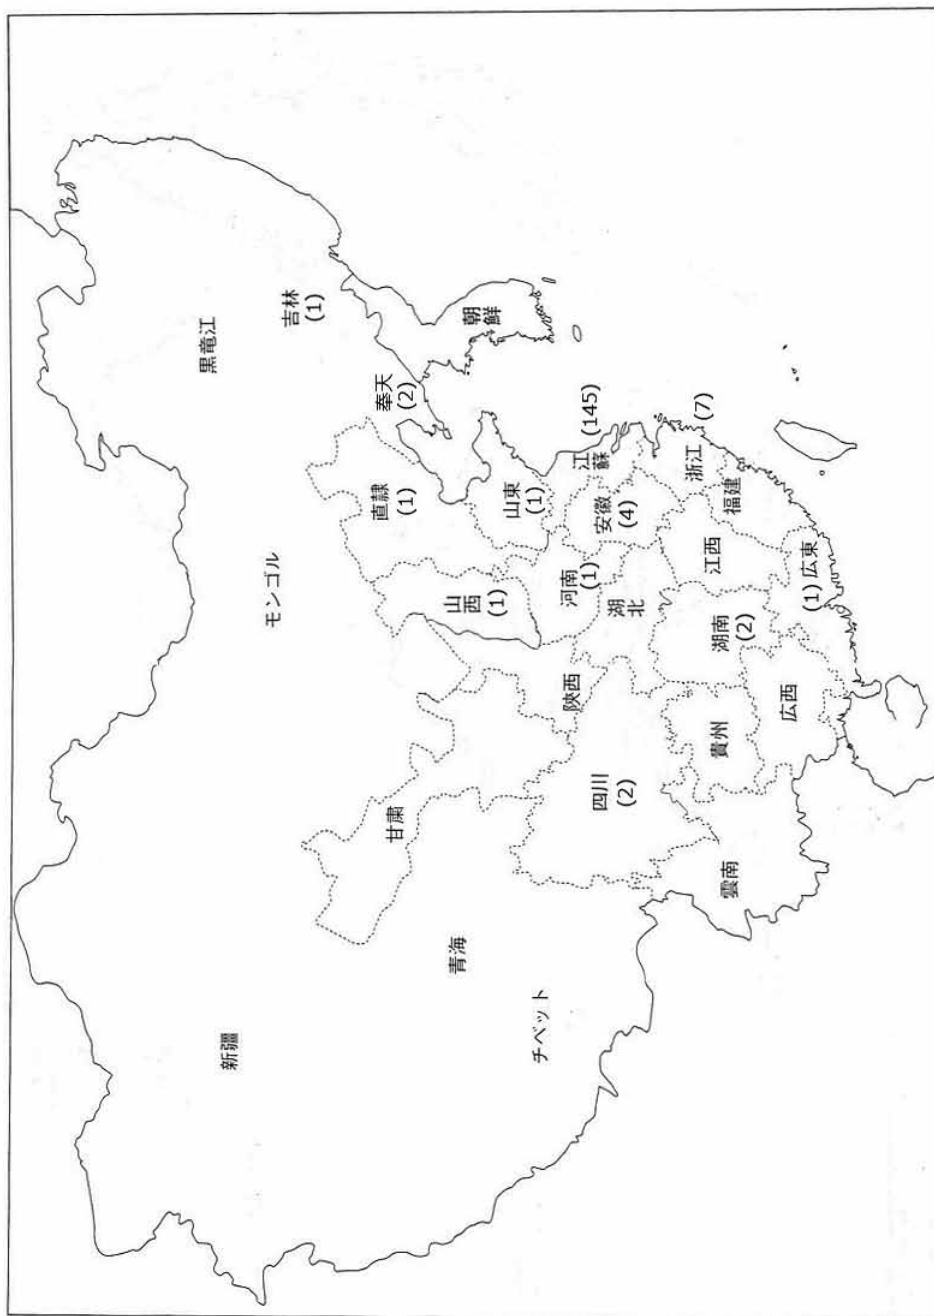 黒竜江
吉林
(1)
奉天
(2)
朝
鮮
モンゴル
直隷
(1)
山東
(1)
山
西
(1)
江
蘇
(145)
安徽
(4)
河南
(1)
湖
北
浙江
(7)
福建
江西
広東
(1)
湖南
(2)
広西
貴州
陝西
四川
(2)
甘粛
雲南
青海
チベット
新疆